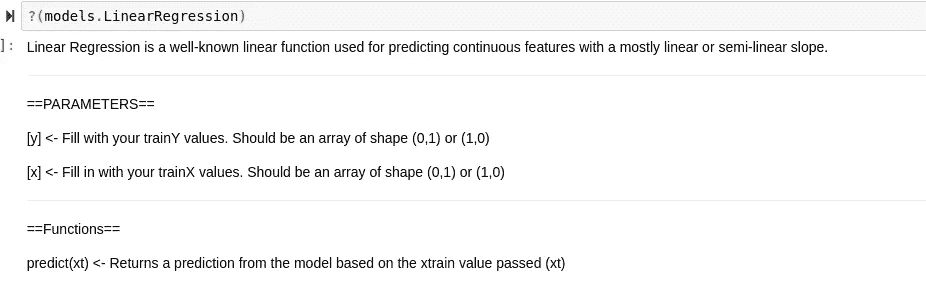 ?(models.LinearRegression)
]: Linear Regression is a well-known linear function used for predicting continuous features with a mostly linear or semi-linear slope.
==PARAMETERS==
[y] <- Fill with your trainY values. Should be an array of shape (0,1) or (1,0)
[x] <- Fill in with your trainX values. Should be an array of shape (0,1) or (1,0)
==Functions==
predict(xt) <- Returns a prediction from the model based on the xtrain value passed (xt)